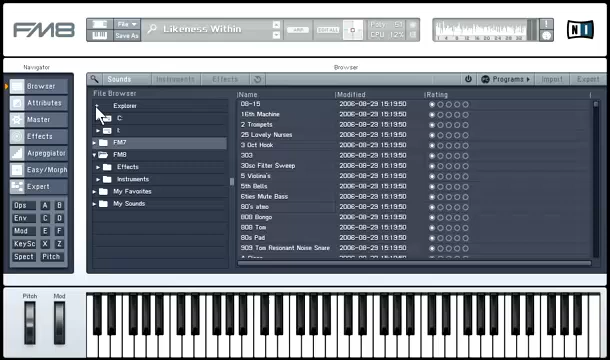 FM8
File
Save As
Likeness Within
ARP
EDIT ALL
Poly 51
CPU 12%
NI
Navigator
Browser
Browser
Attributes
Master
Effects
Arpeggiator
Easy/Morph
Expert
Ops A B
Env C D
Mod E F
KeySc X Z
Spect Pitch
Sounds Instruments Effects
Programs Import Export
File Browser
Explorer
C:
I:
FM7
FM8
Effects
Instruments
My Favorites
My Sounds
Name Modified Rating
08-15 2006-08-29 15:19:50
16th Machine 2006-08-29 15:19:50
2 Trumpets 2006-08-29 15:19:50
25 Lovely Nurses 2006-08-29 15:19:50
3 Oct Hook 2006-08-29 15:19:50
303 2006-08-29 15:19:50
30sc Filter Sweep 2006-08-29 15:19:50
5 Violins's 2006-08-29 15:19:50
5th Bells 2006-08-29 15:19:50
6ties Mute Bass 2006-08-29 15:19:50
80's atmo 2006-08-29 15:19:50
808 Bongo 2006-08-29 15:19:50
808 Tom 2006-08-29 15:19:50
80s Pad 2006-08-29 15:19:50
909 Tom Resonant Noise Snare 2006-08-29 15:19:50
Pitch Mod